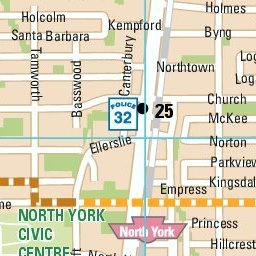 Holcolm
Kempford
Holmes
Santa Barbara
Byng
Tamworth
Basswood
Canterbury
Northtown
POLICE
32
25
Church
McKee
Ellerslie
Norton
Parkview
Kingsdal
Empress
NORTH YORK
CIVIC
CENTRE
North York
Princess
Hillcrest